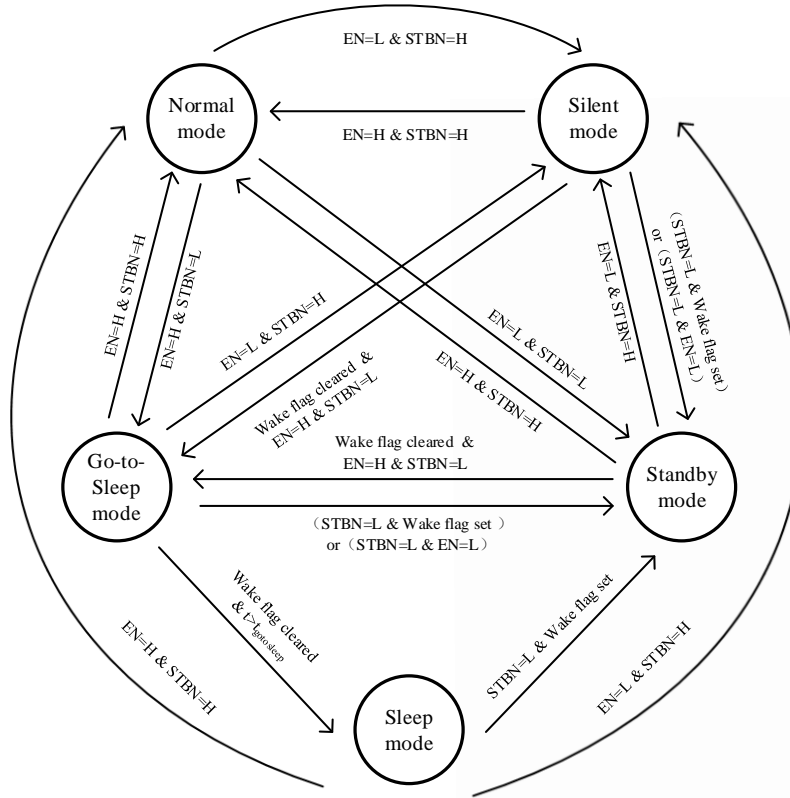 EN=L & STBN=H
Normal
mode
Silent
mode
EN=H & STBN=H
EN=H & STBN=H
EN=H & STBN=L
EN=L & STBN=H
Wake flag cleared &
EN=H & STBN=L
EN=L & STBN=L
EN=H & STBN=H
EN=L & STBN=H
（STBN=L & Wake flag set）
or（STBN=L & EN=L）
Go-to-
Sleep
mode
Wake flag cleared &
EN=H & STBN=L
Standby
mode
（STBN=L & Wake flag set ）
or（STBN=L & EN=L）
Wake flag cleared
& t>tgoto sleep
STBN=L & Wake flag set
EN=H & STBN=H
EN=L & STBN=H
Sleep
mode